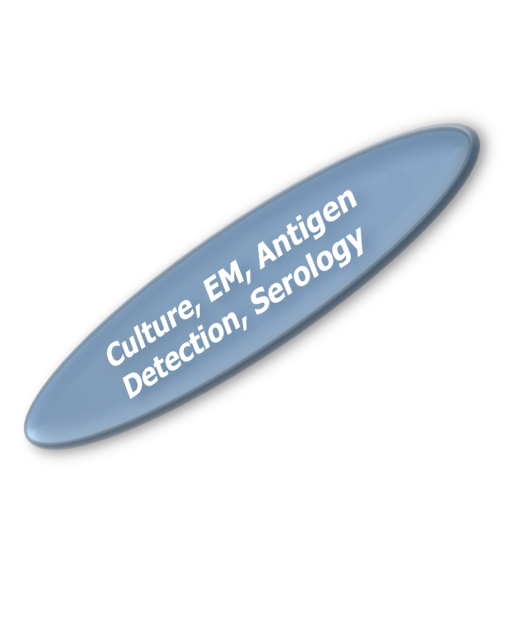 Culture, EM, Antigen
Detection, Serology